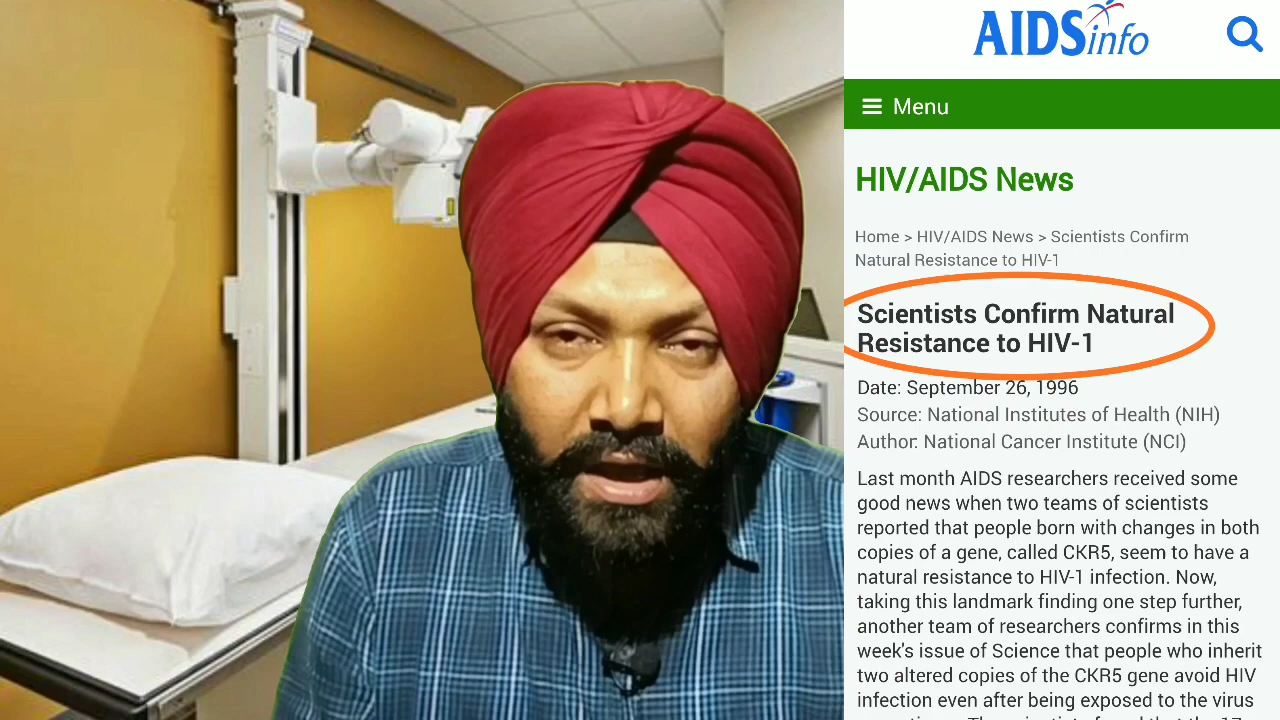 AIDSinfo
Menu
HIV/AIDS News
Home > HIV/AIDS News > Scientists Confirm
Natural Resistance to HIV-1
Scientists Confirm Natural
Resistance to HIV-1
Date: September 26, 1996
Source: National Institutes of Health (NIH)
Author: National Cancer Institute (NCI)
Last month AIDS researchers received some
good news when two teams of scientists
reported that people born with changes in both
copies of a gene, called CKR5, seem to have a
natural resistance to HIV-1 infection. Now,
taking this landmark finding one step further,
another team of researchers confirms in this
week's issue of Science that people who inherit
two altered copies of the CKR5 gene avoid HIV
infection even after being exposed to the virus